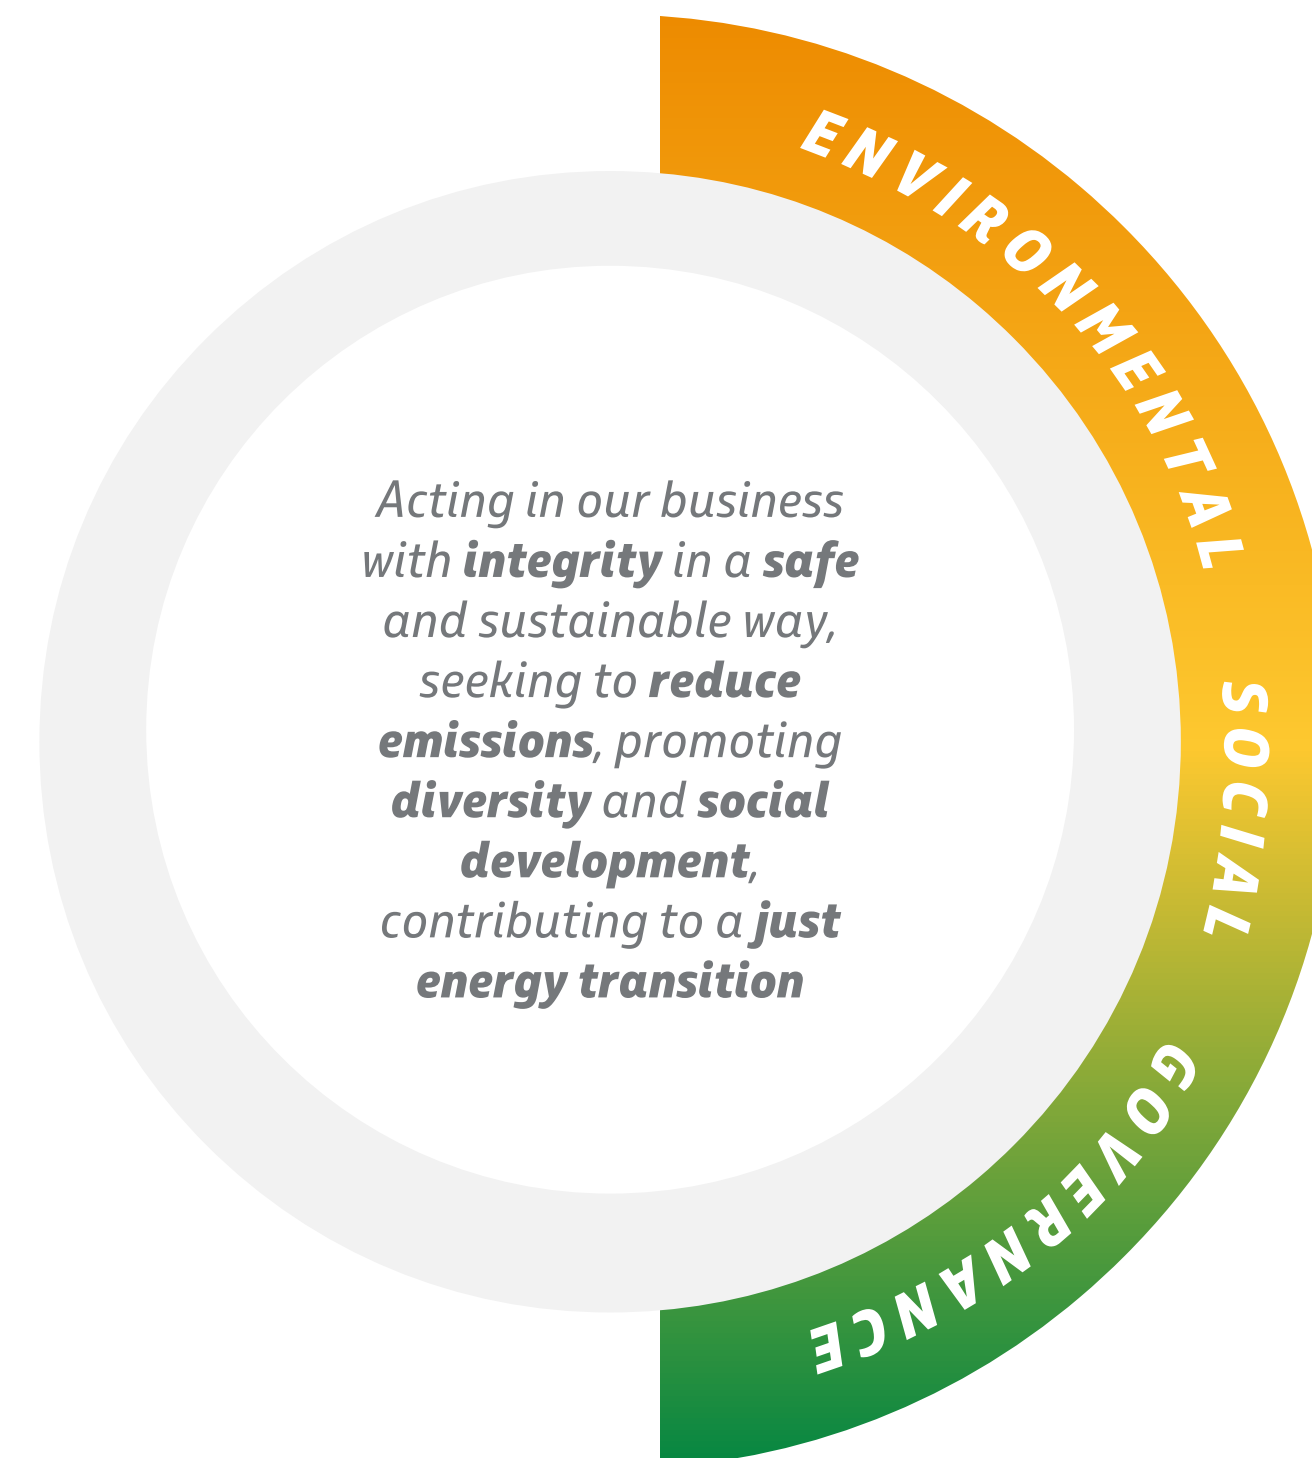 ENVIRONMENTAL
SOCIAL
GOVERNANCE
Acting in our business
with integrity in a safe
and sustainable way,
seeking to reduce
emissions, promoting
diversity and social
development,
contributing to a just
energy transition